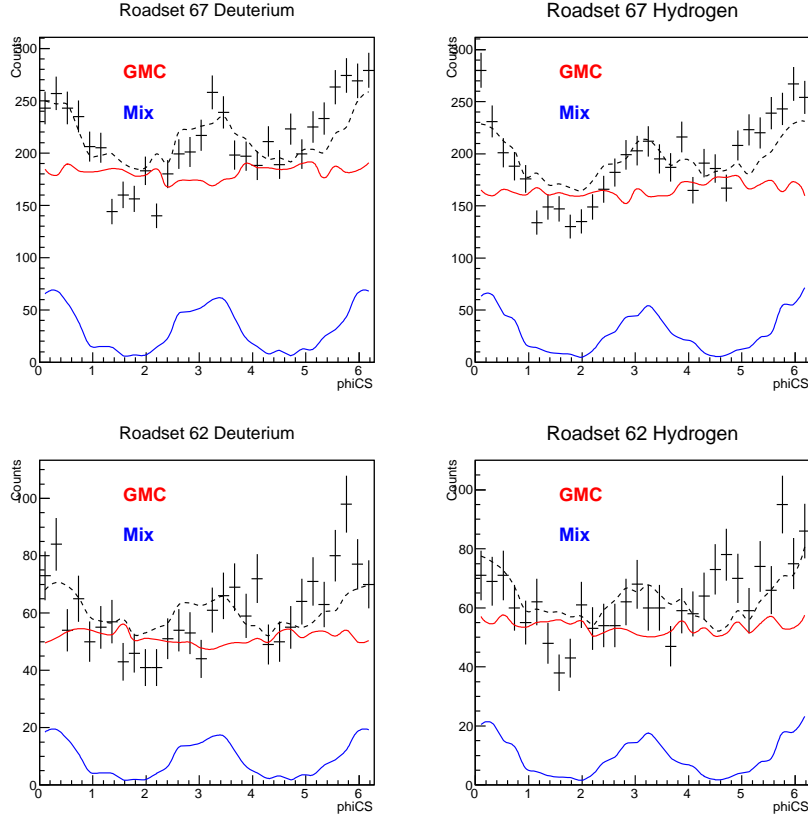 Roadset 67 Deuterium
Counts
300
250
200
150
100
50
0
GMC
Mix
0 1 2 3 4 5 6
phiCS
Roadset 67 Hydrogen
Counts
300
250
200
150
100
50
0
GMC
Mix
0 1 2 3 4 5 6
phiCS
Roadset 62 Deuterium
Counts
100
80
60
40
20
0
GMC
Mix
0 1 2 3 4 5 6
phiCS
Roadset 62 Hydrogen
Counts
100
80
60
40
20
0
GMC
Mix
0 1 2 3 4 5 6
phiCS